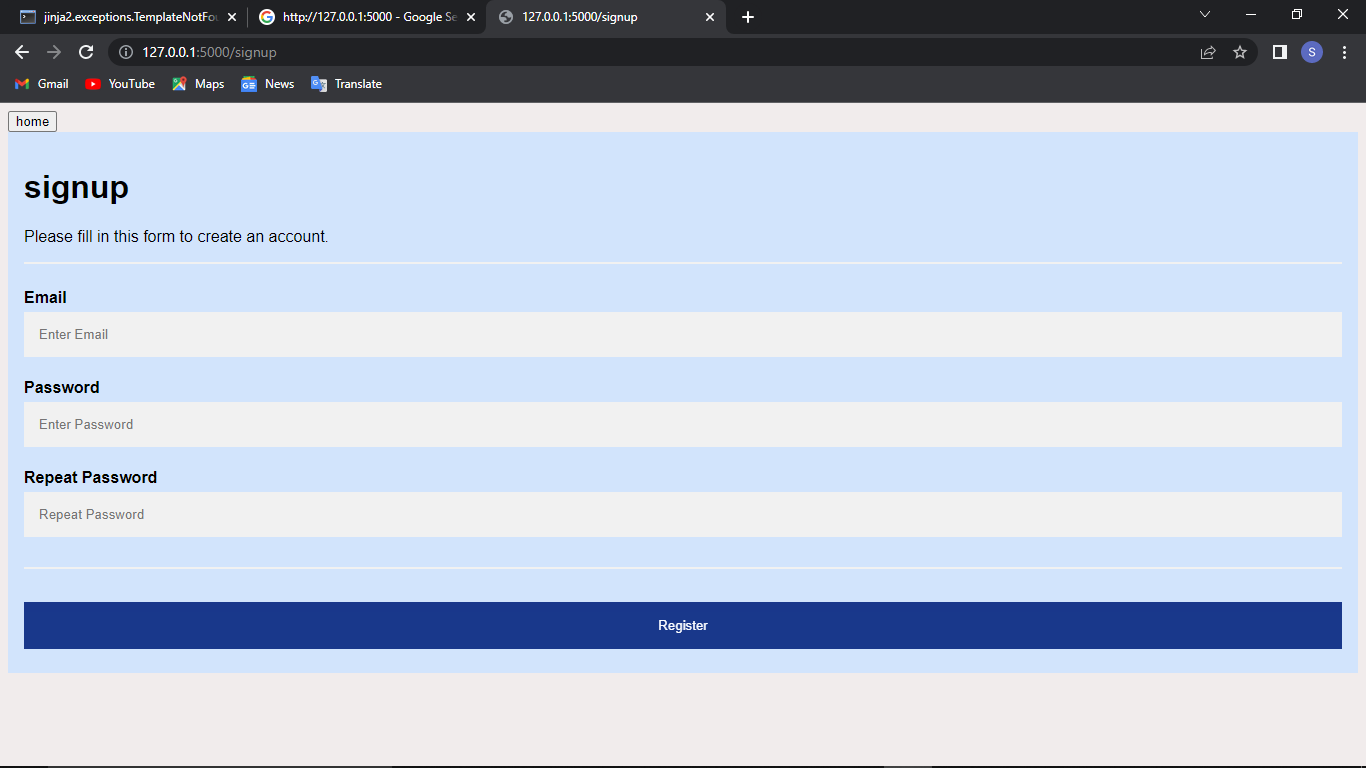 jinja2.exceptions.TemplateNotFou
http://127.0.0.1:5000 - Google Se
127.0.0.1:5000/signup
127.0.0.1:5000/signup
S
Gmail
YouTube
Maps
News
Translate
home
signup
Please fill in this form to create an account.
Email
Enter Email
Password
Enter Password
Repeat Password
Repeat Password
Register